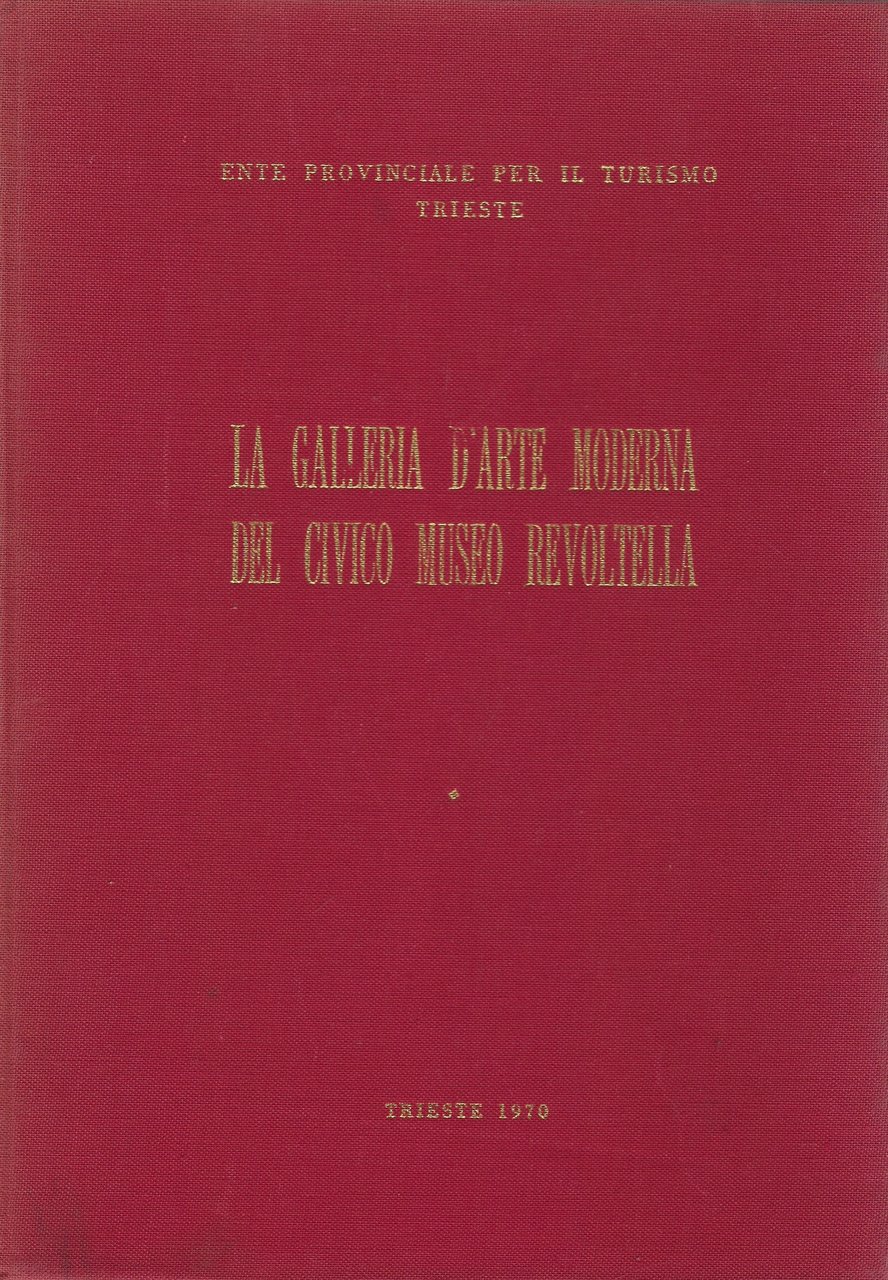 ENTE PROVINCIALE PER IL TURISMO
TRIESTE
LA GALLERIA D'ARTE MODERNA
DEL CIVICO MUSEO REVOLTELLA
TRIESTE 1970